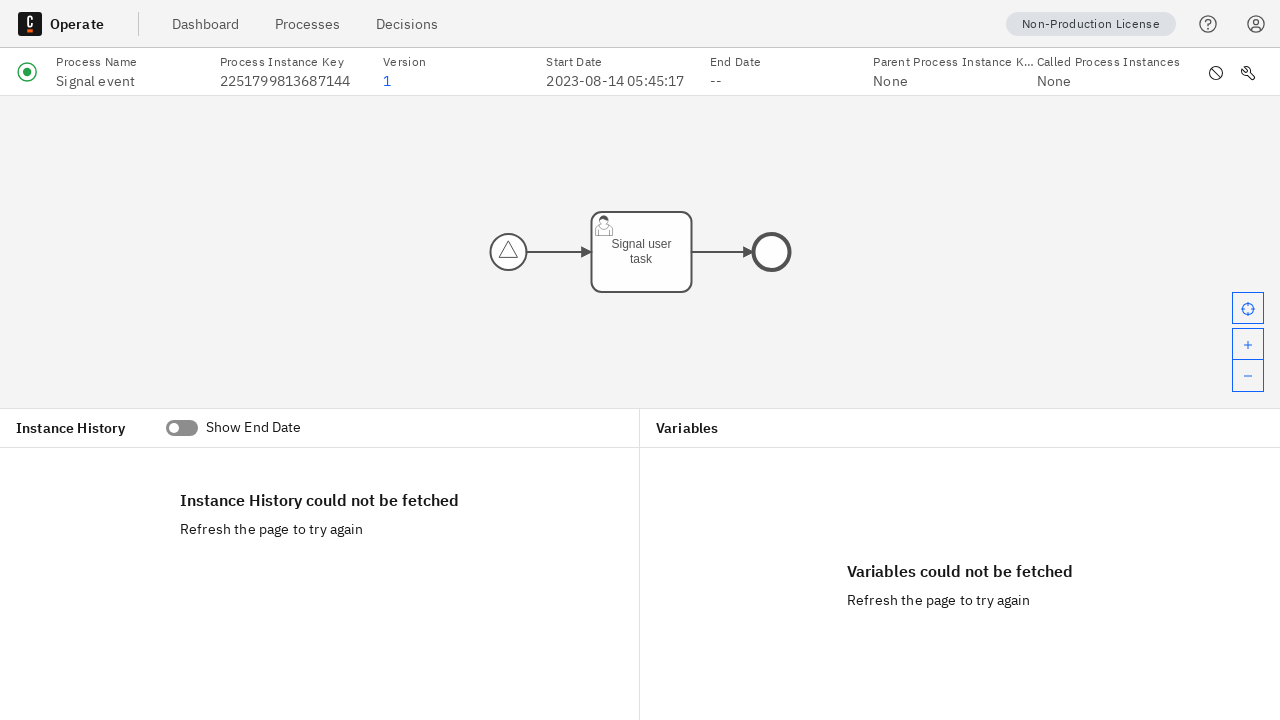 Operate
Dashboard
Processes
Decisions
Non-Production License
Process Name
Process Instance Key
Version
Start Date
End Date
Parent Process Instance K...
Called Process Instances
Signal event
2251799813687144
1
2023-08-14 05:45:17
--
None
None
Signal user
task
Instance History
Show End Date
Variables
Instance History could not be fetched
Refresh the page to try again
Variables could not be fetched
Refresh the page to try again